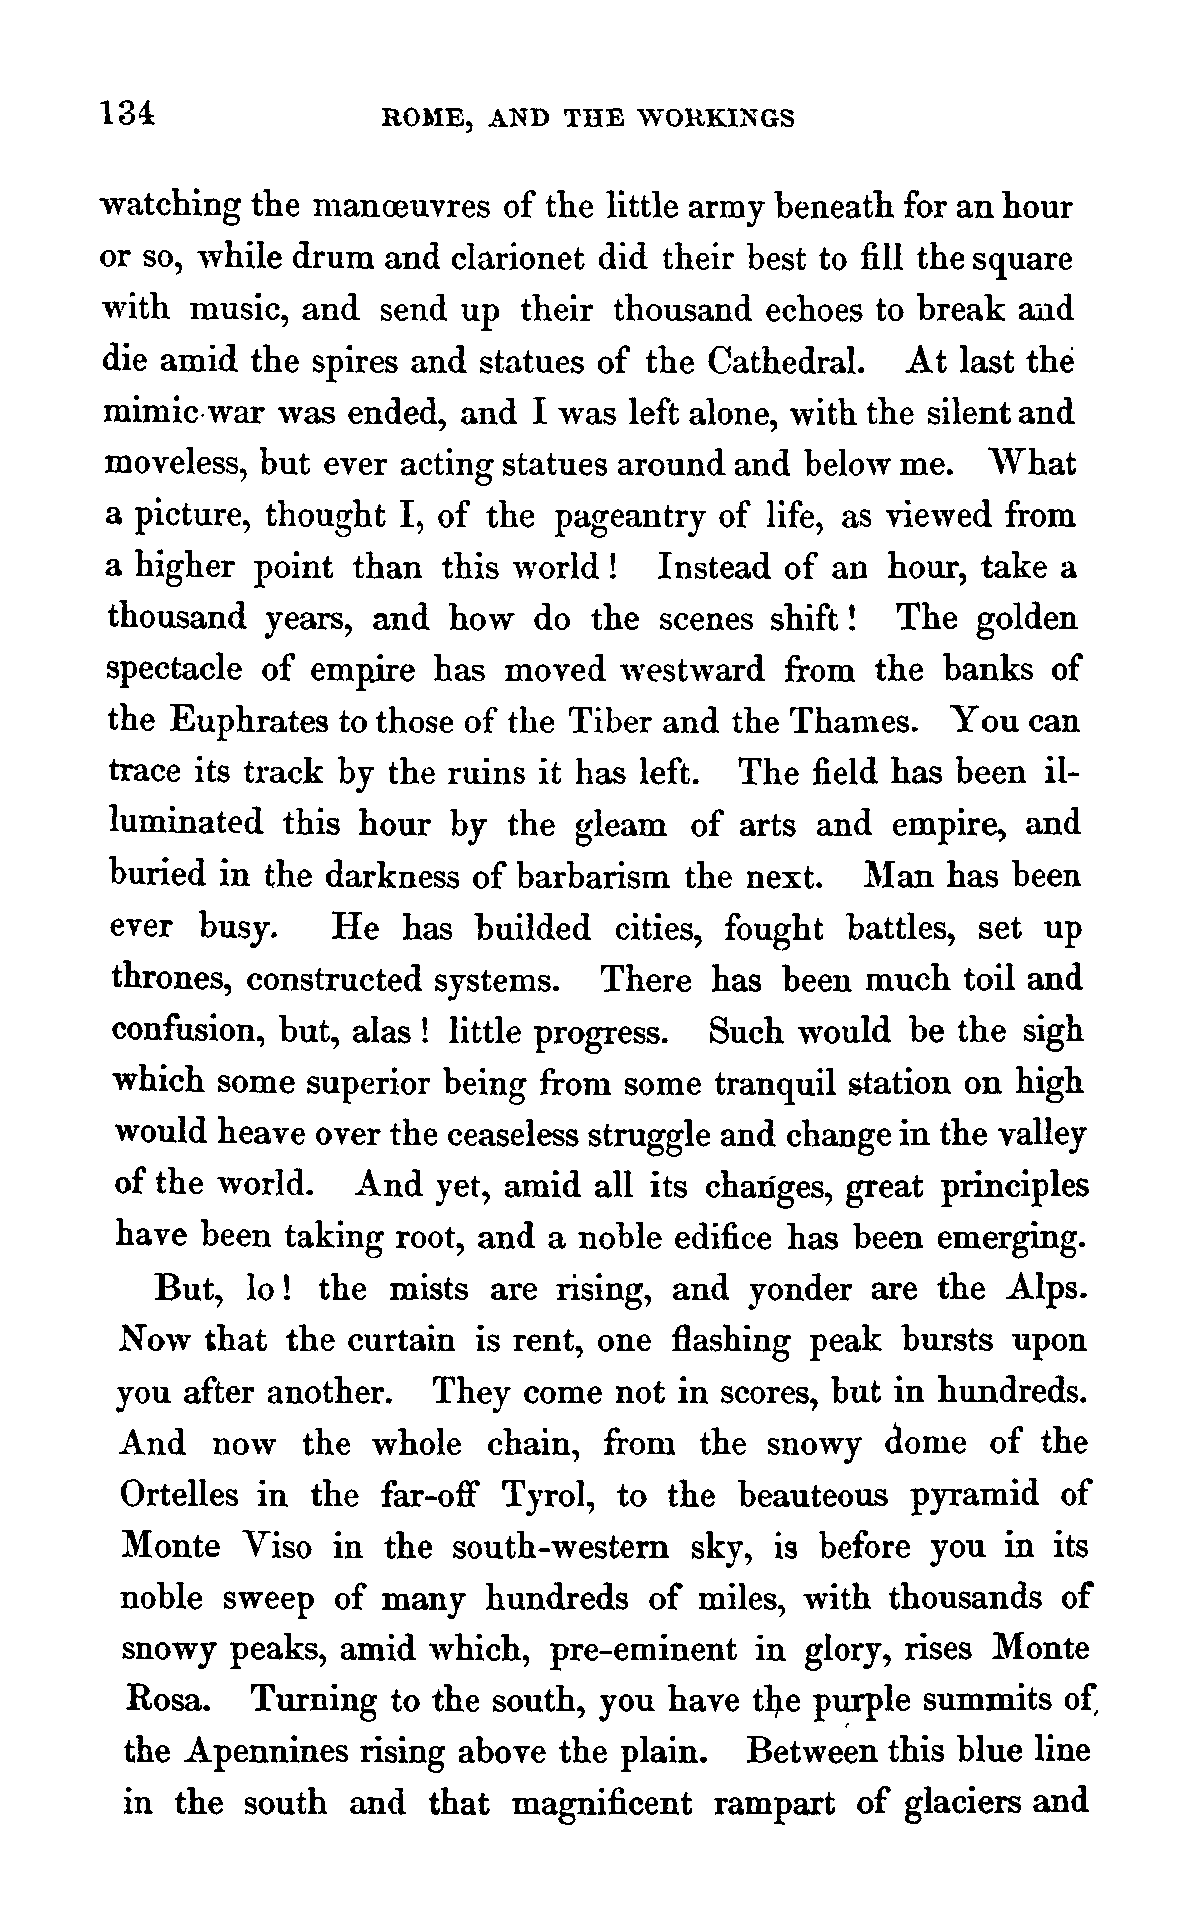 134 ROME, AND THE WORKINGS
watching the manœuvres of the little army beneath for an hour
or so, while drum and clarionet did their best to fill the square
with music, and send up their thousand echoes to break and
die amid the spires and statues of the Cathedral. At last the
mimic war was ended, and I was left alone, with the silent and
moveless, but ever acting statues around and below me. What
a picture, thought I, of the pageantry of life, as viewed from
a higher point than this world! Instead of an hour, take a
thousand years, and how do the scenes shift! The golden
spectacle of empire has moved westward from the banks of
the Euphrates to those of the Tiber and the Thames. You can
trace its track by the ruins it has left. The field has been il-
luminated this hour by the gleam of arts and empire, and
buried in the darkness of barbarism the next. Man has been
ever busy. He has builded cities, fought battles, set up
thrones, constructed systems. There has been much toil and
confusion, but, alas! little progress. Such would be the sigh
which some superior being from some tranquil station on high
would heave over the ceaseless struggle and change in the valley
of the world. And yet, amid all its changes, great principles
have been taking root, and a noble edifice has been emerging.
But, lo! the mists are rising, and yonder are the Alps.
Now that the curtain is rent, one flashing peak bursts upon
you after another. They come not in scores, but in hundreds.
And now the whole chain, from the snowy dome of the
Ortelles in the far-off Tyrol, to the beauteous pyramid of
Monte Viso in the south-western sky, is before you in its
noble sweep of many hundreds of miles, with thousands of
snowy peaks, amid which, pre-eminent in glory, rises Monte
Rosa. Turning to the south, you have the purple summits of
the Apennines rising above the plain. Between this blue line
in the south and that magnificent rampart of glaciers and